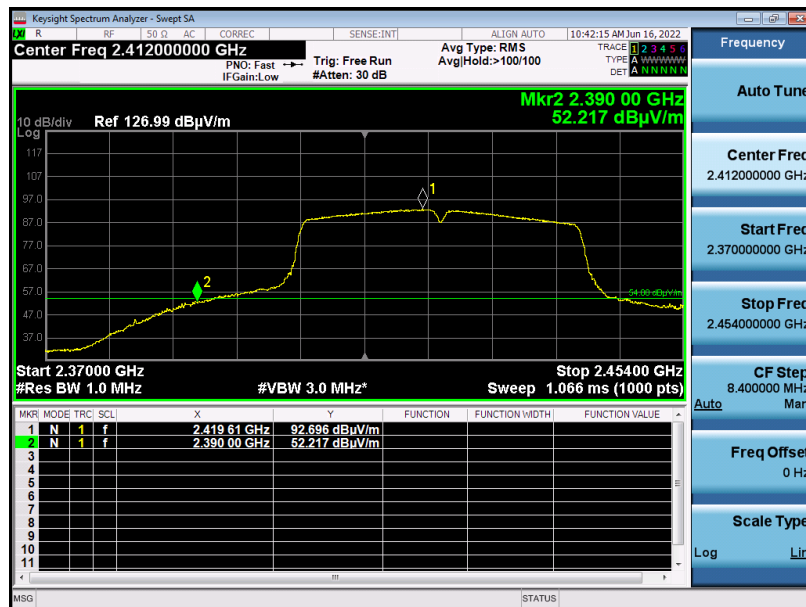 Keysight Spectrum Analyzer - Swept SA
LXI R RF 50 Ω AC CORREC SENSE:INT ALIGN AUTO 10:42:15 AM Jun 16, 2022
Center Freq 2.412000000 GHz
PNO: Fast
IFGain:Low
Trig: Free Run
#Atten: 30 dB
Avg Type: RMS
Avg|Hold:>100/100
TRACE 1 2 3 4 5 6
TYPE A WWWWW
DET A N N N N N
Mkr2 2.390 00 GHz
52.217 dBµV/m
10 dB/div Ref 126.99 dBµV/m
Log
117
107
97.0
87.0
77.0
67.0
57.0
47.0
37.0
1
2
54.00 dBµV/m
Start 2.37000 GHz Stop 2.45400 GHz
#Res BW 1.0 MHz #VBW 3.0 MHz* Sweep 1.066 ms (1000 pts)
MKR MODE TRC SCL X Y FUNCTION FUNCTION WIDTH FUNCTION VALUE
1 N 1 f 2.419 61 GHz 92.696 dBµV/m
2 N 1 f 2.390 00 GHz 52.217 dBµV/m
3
4
5
6
7
8
9
10
11
MSG STATUS
Frequency
Auto Tune
Center Freq
2.412000000 GHz
Start Freq
2.370000000 GHz
Stop Freq
2.454000000 GHz
CF Step
8.400000 MHz
Auto Man
Freq Offset
0 Hz
Scale Type
Log Lin